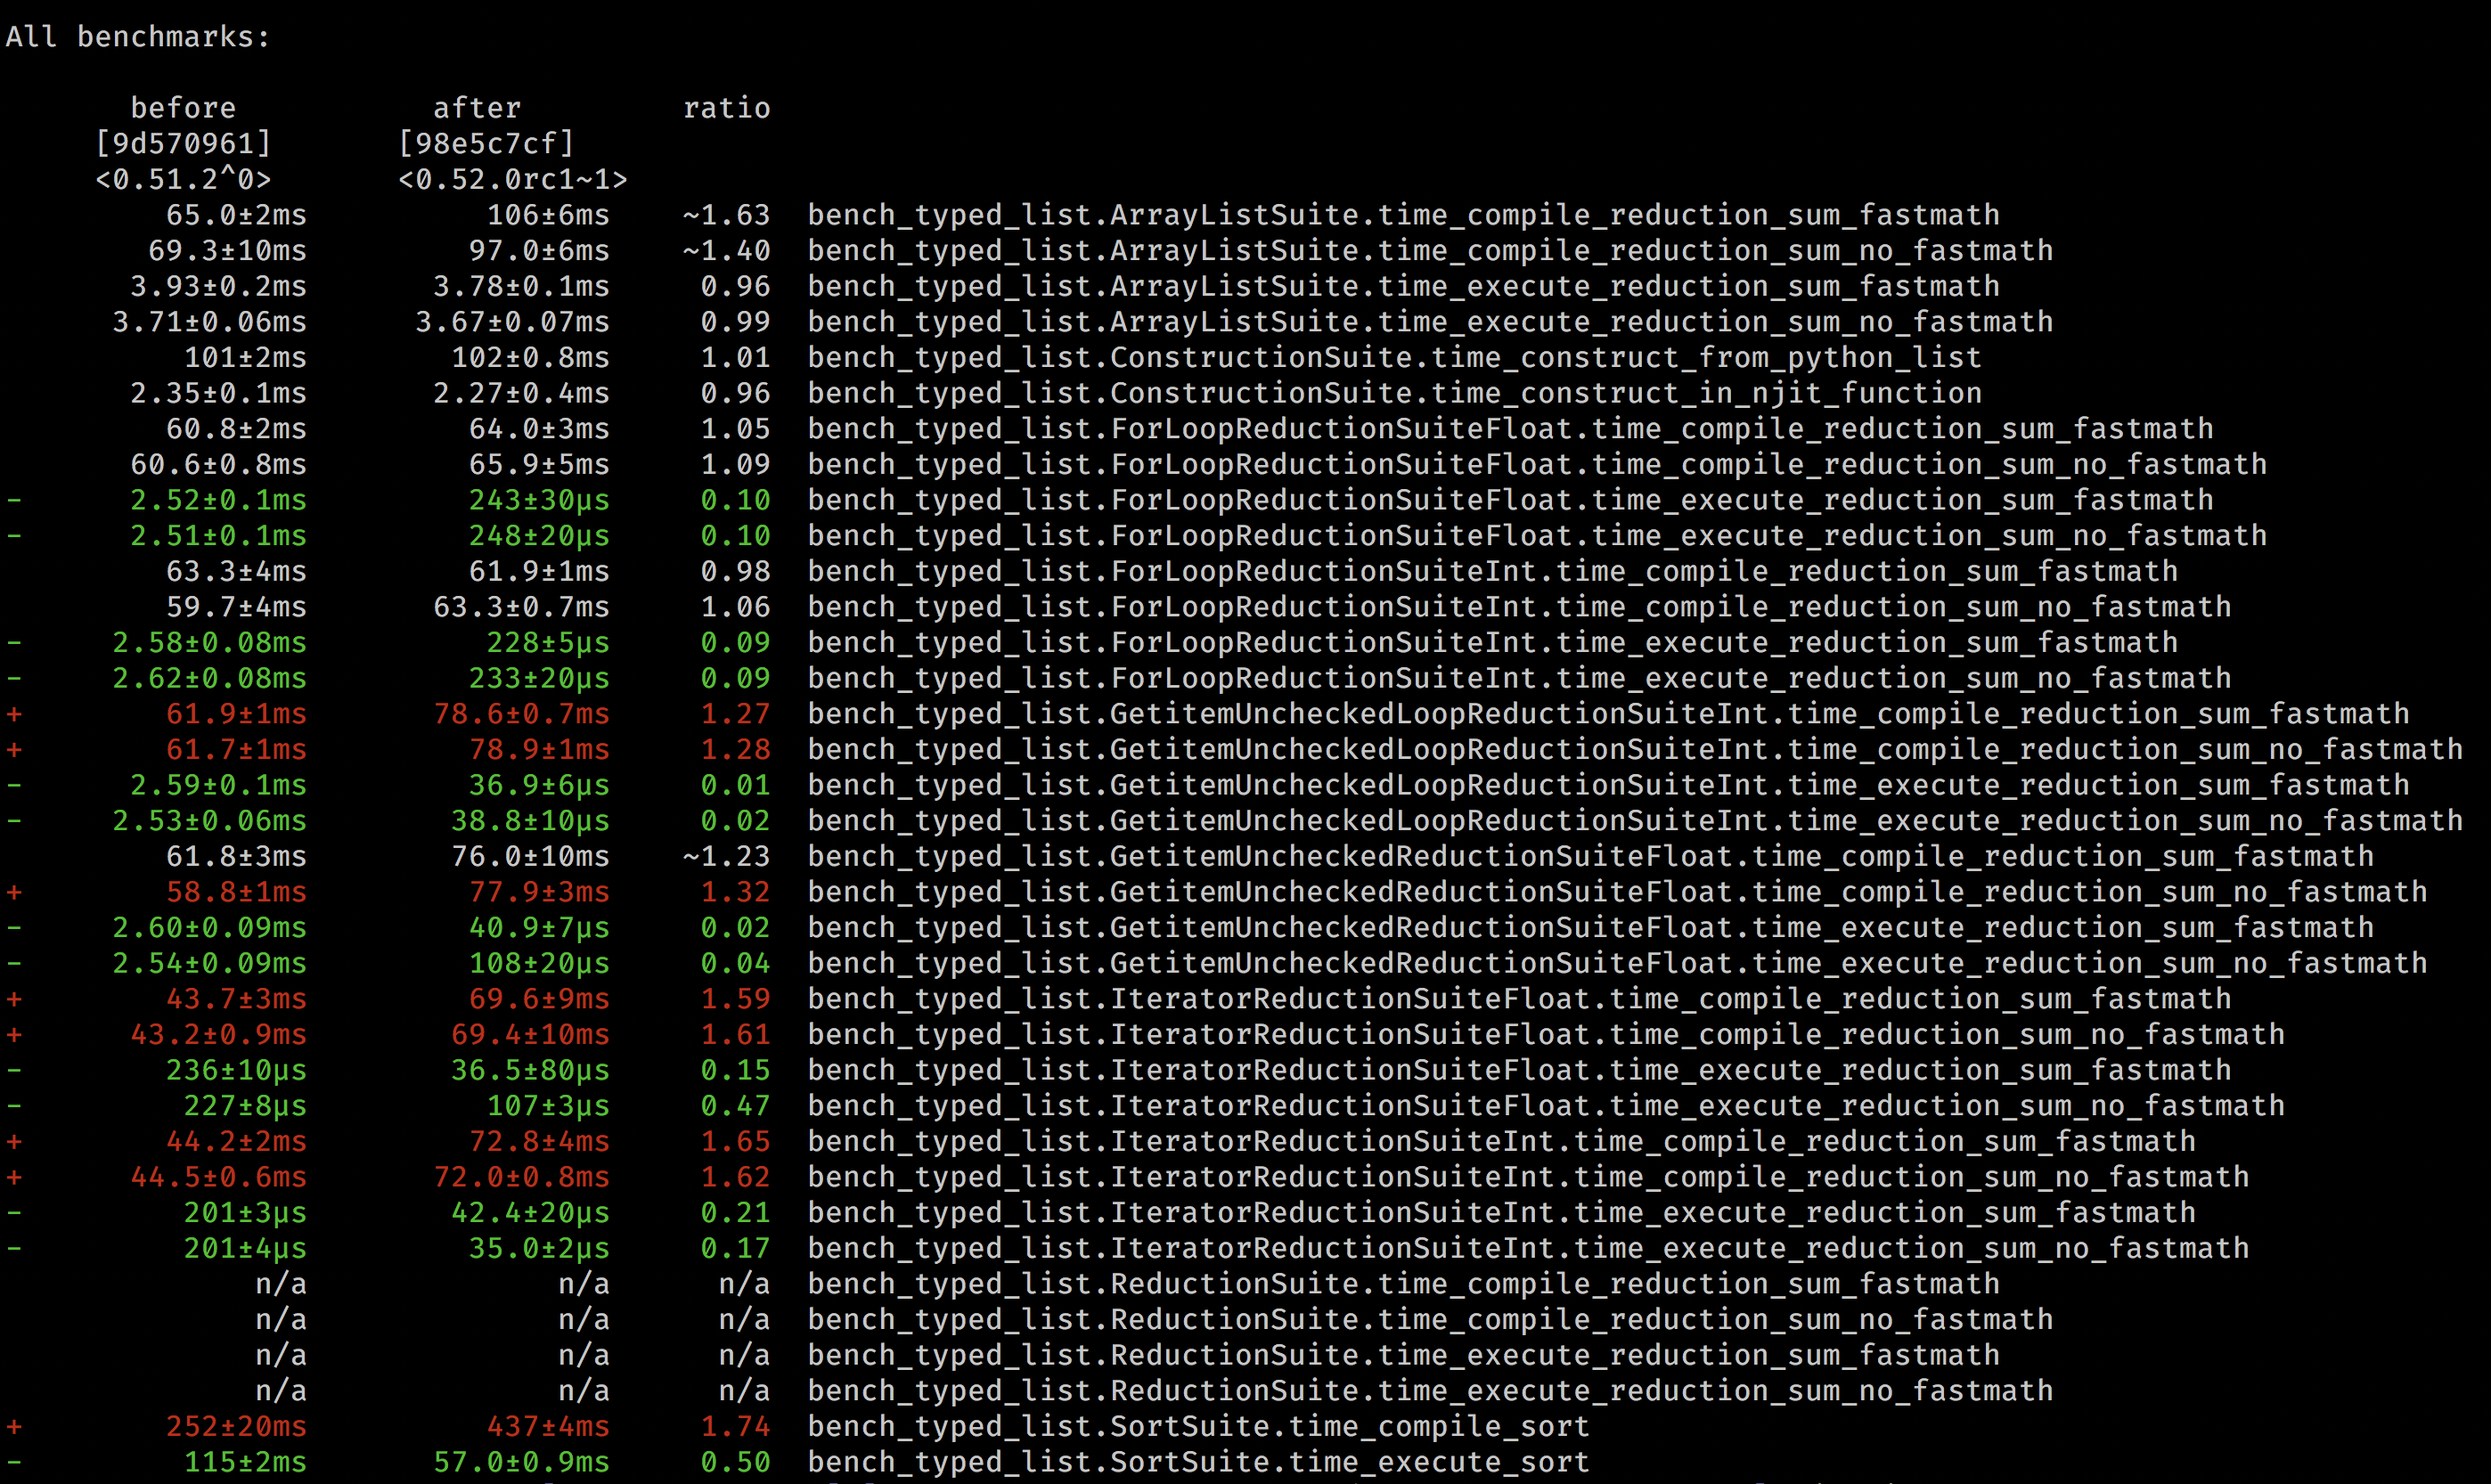 All benchmarks:
before after ratio
[9d570961] [98e5c7cf]
<0.51.2^0> <0.52.0rc1~1>
65.0±2ms 106±6ms ~1.63 bench_typed_list.ArrayListSuite.time_compile_reduction_sum_fastmath
69.3±10ms 97.0±6ms ~1.40 bench_typed_list.ArrayListSuite.time_compile_reduction_sum_no_fastmath
3.93±0.2ms 3.78±0.1ms 0.96 bench_typed_list.ArrayListSuite.time_execute_reduction_sum_fastmath
3.71±0.06ms 3.67±0.07ms 0.99 bench_typed_list.ArrayListSuite.time_execute_reduction_sum_no_fastmath
101±2ms 102±0.8ms 1.01 bench_typed_list.ConstructionSuite.time_construct_from_python_list
2.35±0.1ms 2.27±0.4ms 0.96 bench_typed_list.ConstructionSuite.time_construct_in_njit_function
60.8±2ms 64.0±3ms 1.05 bench_typed_list.ForLoopReductionSuiteFloat.time_compile_reduction_sum_fastmath
60.6±0.8ms 65.9±5ms 1.09 bench_typed_list.ForLoopReductionSuiteFloat.time_compile_reduction_sum_no_fastmath
- 2.52±0.1ms 243±30μs 0.10 bench_typed_list.ForLoopReductionSuiteFloat.time_execute_reduction_sum_fastmath
- 2.51±0.1ms 248±20μs 0.10 bench_typed_list.ForLoopReductionSuiteFloat.time_execute_reduction_sum_no_fastmath
63.3±4ms 61.9±1ms 0.98 bench_typed_list.ForLoopReductionSuiteInt.time_compile_reduction_sum_fastmath
59.7±4ms 63.3±0.7ms 1.06 bench_typed_list.ForLoopReductionSuiteInt.time_compile_reduction_sum_no_fastmath
- 2.58±0.08ms 228±5μs 0.09 bench_typed_list.ForLoopReductionSuiteInt.time_execute_reduction_sum_fastmath
- 2.62±0.08ms 233±20μs 0.09 bench_typed_list.ForLoopReductionSuiteInt.time_execute_reduction_sum_no_fastmath
+ 61.9±1ms 78.6±0.7ms 1.27 bench_typed_list.GetitemUncheckedLoopReductionSuiteInt.time_compile_reduction_sum_fastmath
+ 61.7±1ms 78.9±1ms 1.28 bench_typed_list.GetitemUncheckedLoopReductionSuiteInt.time_compile_reduction_sum_no_fastmath
- 2.59±0.1ms 36.9±6μs 0.01 bench_typed_list.GetitemUncheckedLoopReductionSuiteInt.time_execute_reduction_sum_fastmath
- 2.53±0.06ms 38.8±10μs 0.02 bench_typed_list.GetitemUncheckedLoopReductionSuiteInt.time_execute_reduction_sum_no_fastmath
61.8±3ms 76.0±10ms ~1.23 bench_typed_list.GetitemUncheckedReductionSuiteFloat.time_compile_reduction_sum_fastmath
+ 58.8±1ms 77.9±3ms 1.32 bench_typed_list.GetitemUncheckedReductionSuiteFloat.time_compile_reduction_sum_no_fastmath
- 2.60±0.09ms 40.9±7μs 0.02 bench_typed_list.GetitemUncheckedReductionSuiteFloat.time_execute_reduction_sum_fastmath
- 2.54±0.09ms 108±20μs 0.04 bench_typed_list.GetitemUncheckedReductionSuiteFloat.time_execute_reduction_sum_no_fastmath
+ 43.7±3ms 69.6±9ms 1.59 bench_typed_list.IteratorReductionSuiteFloat.time_compile_reduction_sum_fastmath
+ 43.2±0.9ms 69.4±10ms 1.61 bench_typed_list.IteratorReductionSuiteFloat.time_compile_reduction_sum_no_fastmath
- 236±10μs 36.5±80μs 0.15 bench_typed_list.IteratorReductionSuiteFloat.time_execute_reduction_sum_fastmath
- 227±8μs 107±3μs 0.47 bench_typed_list.IteratorReductionSuiteFloat.time_execute_reduction_sum_no_fastmath
+ 44.2±2ms 72.8±4ms 1.65 bench_typed_list.IteratorReductionSuiteInt.time_compile_reduction_sum_fastmath
+ 44.5±0.6ms 72.0±0.8ms 1.62 bench_typed_list.IteratorReductionSuiteInt.time_compile_reduction_sum_no_fastmath
- 201±3μs 42.4±20μs 0.21 bench_typed_list.IteratorReductionSuiteInt.time_execute_reduction_sum_fastmath
- 201±4μs 35.0±2μs 0.17 bench_typed_list.IteratorReductionSuiteInt.time_execute_reduction_sum_no_fastmath
n/a n/a n/a bench_typed_list.ReductionSuite.time_compile_reduction_sum_fastmath
n/a n/a n/a bench_typed_list.ReductionSuite.time_compile_reduction_sum_no_fastmath
n/a n/a n/a bench_typed_list.ReductionSuite.time_execute_reduction_sum_fastmath
n/a n/a n/a bench_typed_list.ReductionSuite.time_execute_reduction_sum_no_fastmath
+ 252±20ms 437±4ms 1.74 bench_typed_list.SortSuite.time_compile_sort
- 115±2ms 57.0±0.9ms 0.50 bench_typed_list.SortSuite.time_execute_sort